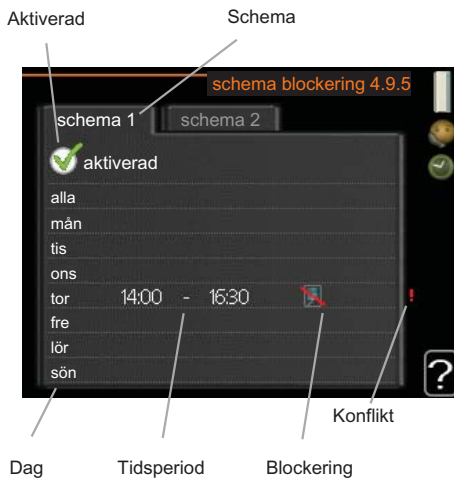 Aktiverad
Schema
schema blockering 4.9.5
schema 1
schema 2
aktiverad
alla
mån
tis
ons
tor 14:00 - 16:30 !
fre
lör
sön
?
Konflikt
Dag
Tidsperiod
Blockering